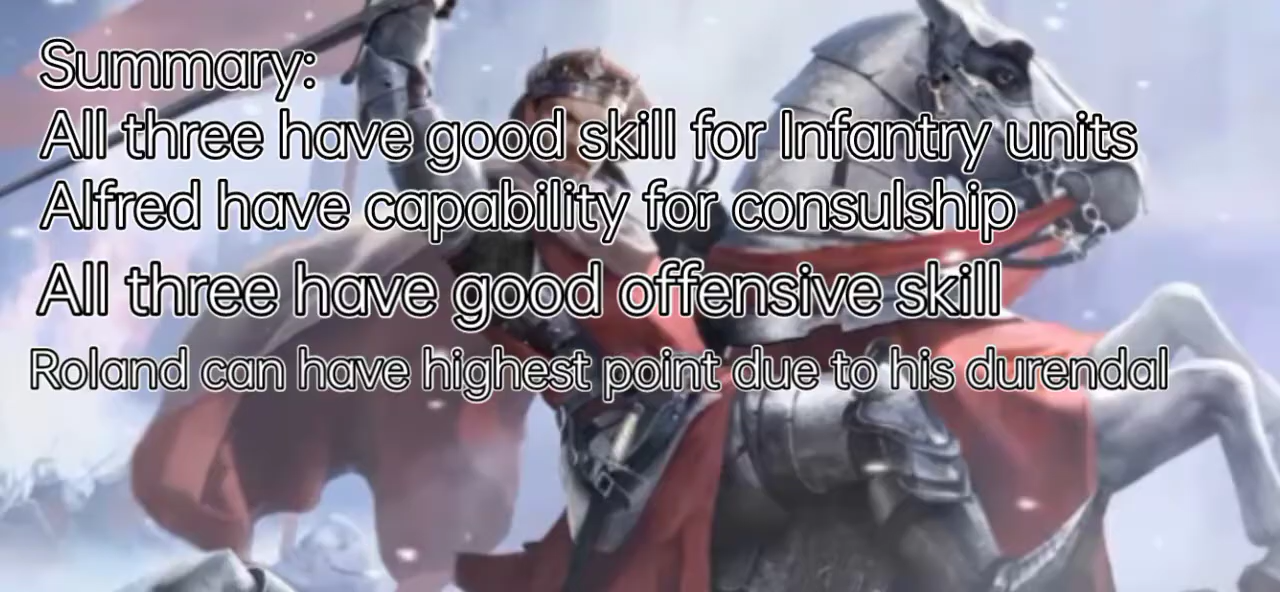 Summary:
All three have good skill for Infantry units
Alfred have capability for consulship
All three have good offensive skill
Roland can have highest point due to his durendal